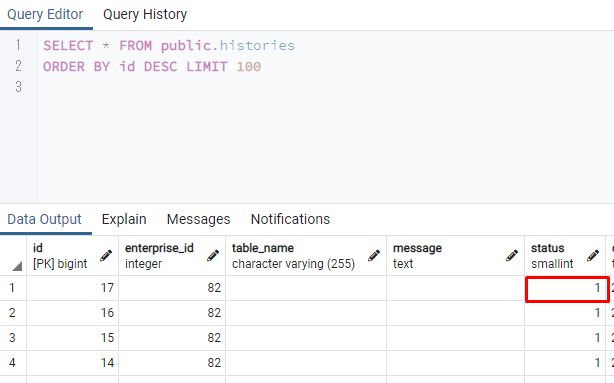 Query Editor Query History
1 SELECT * FROM public.histories
2 ORDER BY id DESC LIMIT 100
3
Data Output Explain Messages Notifications
id enterprise_id table_name message status
[PK] bigint integer character varying (255) text smallint
1 17 82 1
2 16 82 1
3 15 82 1
4 14 82 1